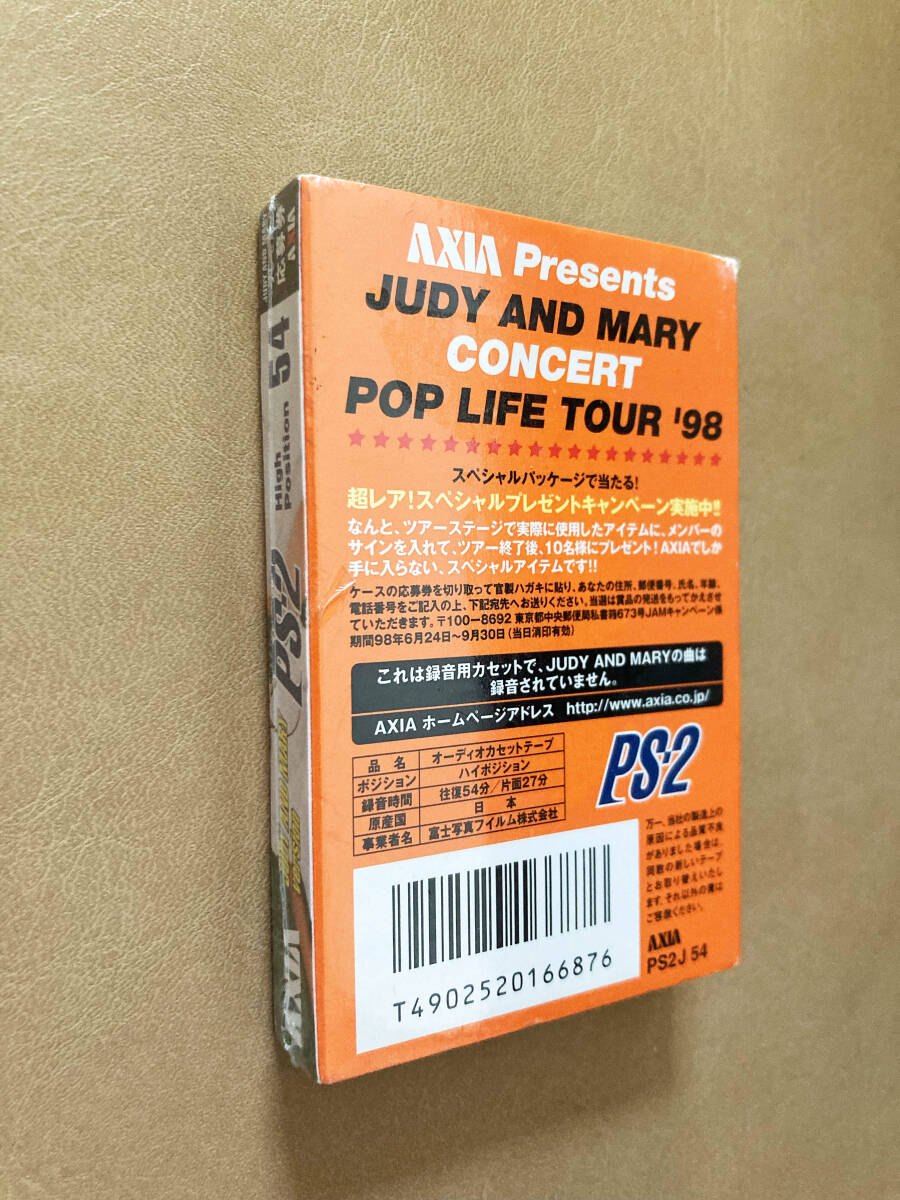 AXIA Presents
JUDY AND MARY
CONCERT
POP LIFE TOUR '98
スペシャルパッケージで当たる!
超レア!スペシャルプレゼントキャンペーン実施中!!
なんと、ツアーステージで実際に使用したアイテムに、メンバーの
サインを入れて、ツアー終了後、10名様にプレゼント!AXIAでしか
手に入らない、スペシャルアイテムです!!
ケースの応募券を切り取って官製ハガキに貼り、あなたの住所、郵便番号、氏名、年齢、
電話番号をご記入の上、下記宛先へお送りください。当選は賞品の発送をもってかえさせ
ていただきます。〒100-8692 東京都中央郵便局私書箱673号JAMキャンペーン係
期間98年6月24日〜9月30日(当日消印有効)
これは録音用カセットで、JUDY AND MARYの曲は
録音されていません。
AXIA ホームページアドレス http://www.axia.co.jp/
品名 オーディオカセットテープ
ポジション ハイポジション
録音時間 往復54分/片面27分
原産国 日本
事業者名 富士写真フイルム株式会社
PS・2
万一、当社の製造上の
原因による品質不良
がありました場合は、
同数の新しいテープ
とお取り替えいたし
ます。それ以外の責は
ご容赦ください。
AXIA
PS2J 54
T4902520166876
JUDY AND MARY
応募券
AXIA
54
High
Position
PS・2
AXIA